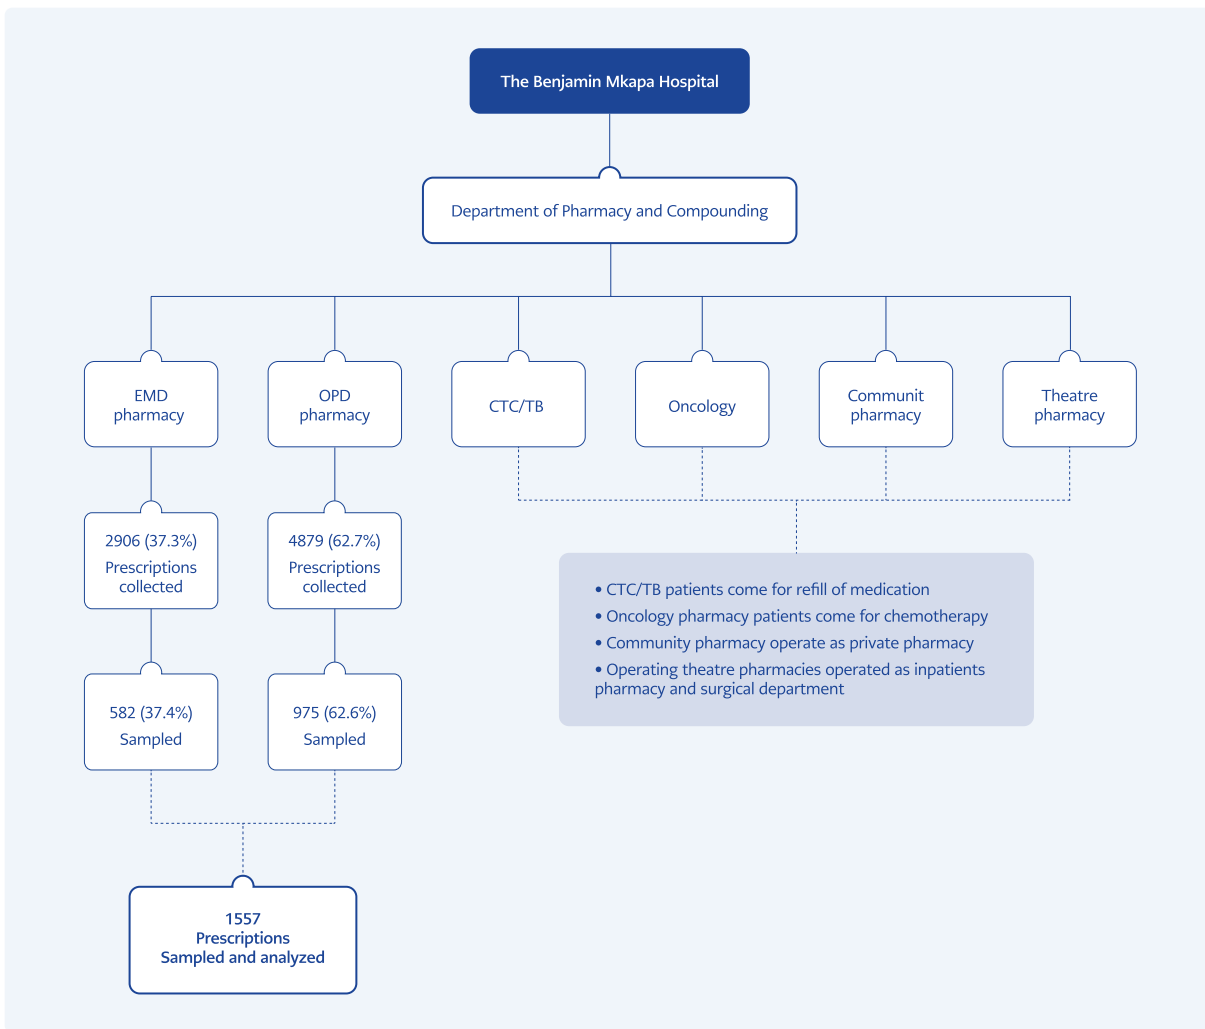 The Benjamin Mkapa Hospital
Department of Pharmacy and Compounding
EMD
pharmacy
OPD
pharmacy
CTC/TB
Oncology
Communit
pharmacy
Theatre
pharmacy
2906 (37.3%)
Prescriptions
collected
4879 (62.7%)
Prescriptions
collected
• CTC/TB patients come for refill of medication
• Oncology pharmacy patients come for chemotherapy
• Community pharmacy operate as private pharmacy
• Operating theatre pharmacies operated as inpatients
pharmacy and surgical department
582 (37.4%)
Sampled
975 (62.6%)
Sampled
1557
Prescriptions
Sampled and analyzed